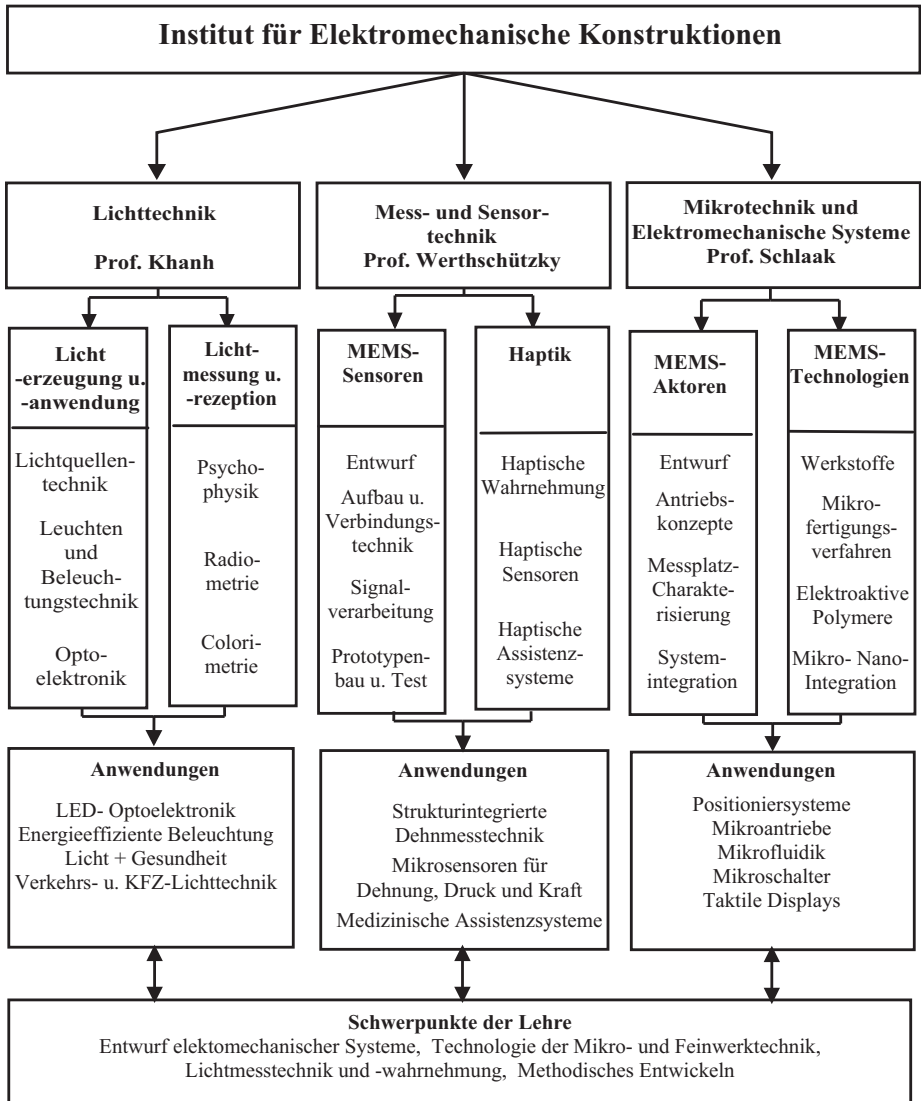 Institut für Elektromechanische Konstruktionen
Lichttechnik
Prof. Khanh
Mess- und Sensor-
technik
Prof. Werthschützky
Mikrotechnik und
Elektromechanische Systeme
Prof. Schlaak
Licht
-erzeugung u.
-anwendung
Lichtquellen-
technik
Leuchten
und
Beleuch-
tungstechnik
Opto-
elektronik
Licht-
messung u.
-rezeption
Psycho-
physik
Radio-
metrie
Colori-
metrie
MEMS-
Sensoren
Entwurf
Aufbau u.
Verbindungs-
technik
Signal-
verarbeitung
Prototypen-
bau u. Test
Haptik
Haptische
Wahrnehmung
Haptische
Sensoren
Haptische
Assistenz-
systeme
MEMS-
Aktoren
Entwurf
Antriebs-
konzepte
Messplatz-
Charakte-
risierung
System-
integration
MEMS-
Technologien
Werkstoffe
Mikro-
fertigungs-
verfahren
Elektroaktive
Polymere
Mikro- Nano-
Integration
Anwendungen
LED- Optoelektronik
Energieeffiziente Beleuchtung
Licht + Gesundheit
Verkehrs- u. KFZ-Lichttechnik
Anwendungen
Strukturintegrierte
Dehnmesstechnik
Mikrosensoren für
Dehnung, Druck und Kraft
Medizinische Assistenzsysteme
Anwendungen
Positioniersysteme
Mikroantriebe
Mikrofluidik
Mikroschalter
Taktile Displays
Schwerpunkte der Lehre
Entwurf elektomechanischer Systeme, Technologie der Mikro- und Feinwerktechnik,
Lichtmesstechnik und -wahrnehmung, Methodisches Entwickeln